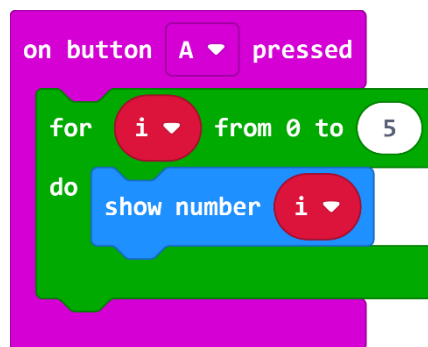 on button A pressed
for i from 0 to 5
do
show number i